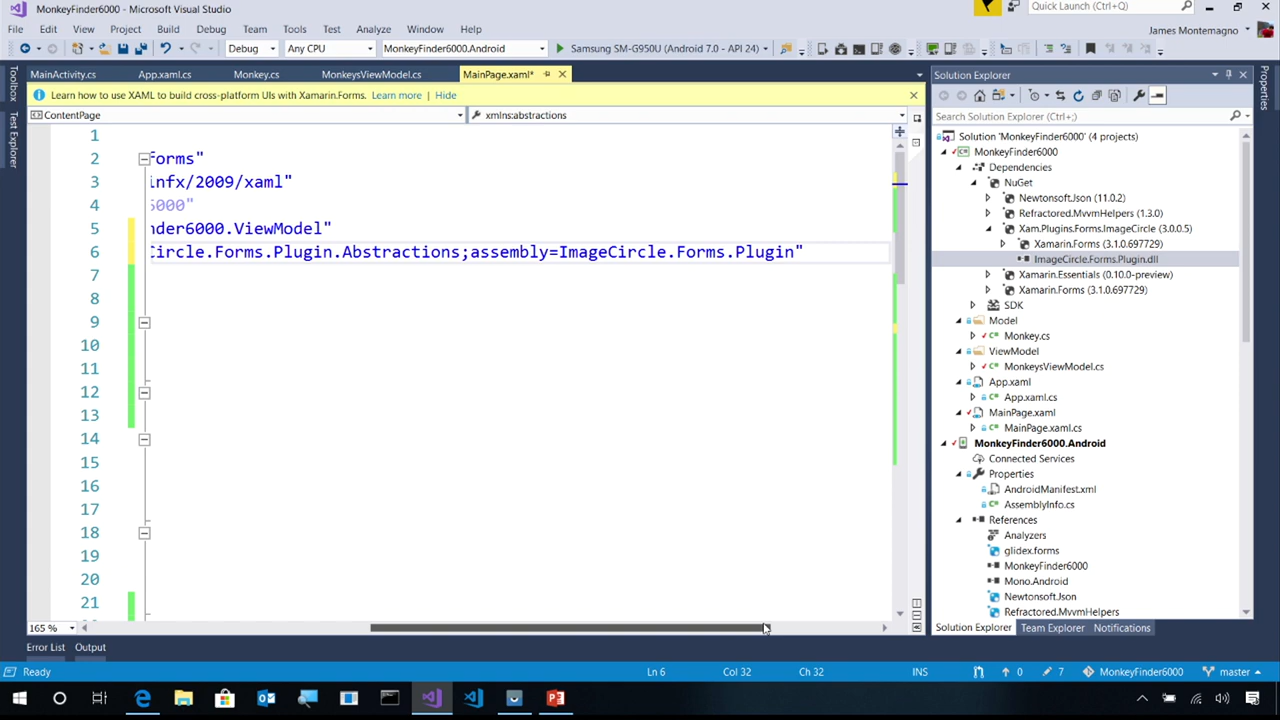 MonkeyFinder6000 - Microsoft Visual Studio
Quick Launch (Ctrl+;)
File Edit View Project Build Debug Team Tools Test Analyze Window Help
James Montemagno
Debug Any CPU MonkeyFinder6000.Android Samsung SM-G950U (Android 7.0 - API 24)
Toolbox
Test Explorer
MainActivity.cs App.xaml.cs Monkey.cs MonkeysViewModel.cs MainPage.xaml*
Learn how to use XAML to build cross-platform UIs with Xamarin.Forms. Learn more | Hide
ContentPage xmlns:abstractions
1
2 Forms"
3 infx/2009/xaml"
4 6000"
5 nder6000.ViewModel"
6 Circle.Forms.Plugin.Abstractions;assembly=ImageCircle.Forms.Plugin"
7
8
9
10
11
12
13
14
15
16
17
18
19
20
21
165 %
Solution Explorer
Properties
Search Solution Explorer (Ctrl+;)
Solution 'MonkeyFinder6000' (4 projects)
MonkeyFinder6000
Dependencies
NuGet
Newtonsoft.Json (11.0.2)
Refractored.MvvmHelpers (1.3.0)
Xam.Plugins.Forms.ImageCircle (3.0.0.5)
Xamarin.Forms (3.1.0.697729)
ImageCircle.Forms.Plugin.dll
Xamarin.Essentials (0.10.0-preview)
Xamarin.Forms (3.1.0.697729)
SDK
Model
Monkey.cs
ViewModel
MonkeysViewModel.cs
App.xaml
App.xaml.cs
MainPage.xaml
MainPage.xaml.cs
MonkeyFinder6000.Android
Connected Services
Properties
AndroidManifest.xml
AssemblyInfo.cs
References
Analyzers
glidex.forms
MonkeyFinder6000
Mono.Android
Newtonsoft.Json
Refractored.MvvmHelpers
Solution Explorer Team Explorer Notifications
Error List Output
Ready Ln 6 Col 32 Ch 32 INS 0 7 MonkeyFinder6000 master